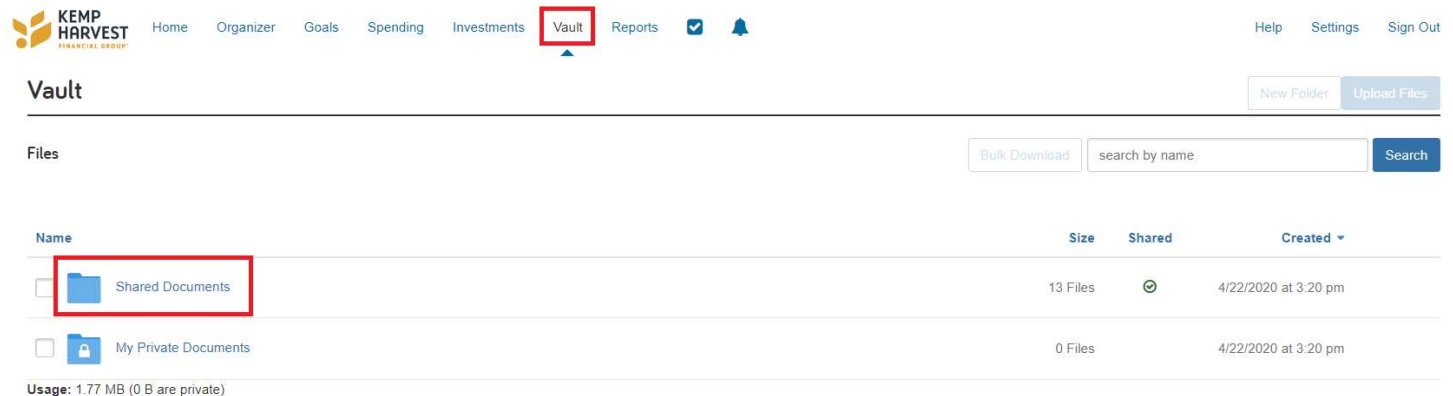 KEMP
HARVEST
FINANCIAL GROUP
Home Organizer Goals Spending Investments Vault Reports
Help Settings Sign Out
Vault
New Folder Upload Files
Files
Bulk Download search by name Search
Name Size Shared Created
Shared Documents 13 Files 4/22/2020 at 3:20 pm
My Private Documents 0 Files 4/22/2020 at 3:20 pm
Usage: 1.77 MB (0 B are private)